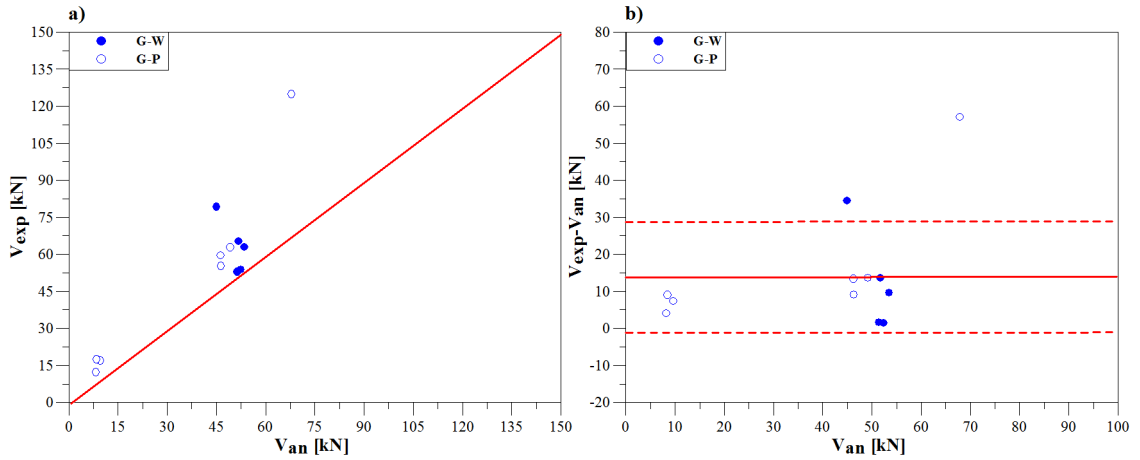 a)
Vexp [kN]
150
135
120
105
90
75
60
45
30
15
0
G-W
G-P
0 15 30 45 60 75 90 105 120 135 150
Van [kN]
b)
Vexp-Van [kN]
80
70
60
50
40
30
20
10
0
-10
-20
G-W
G-P
0 10 20 30 40 50 60 70 80 90 100
Van [kN]